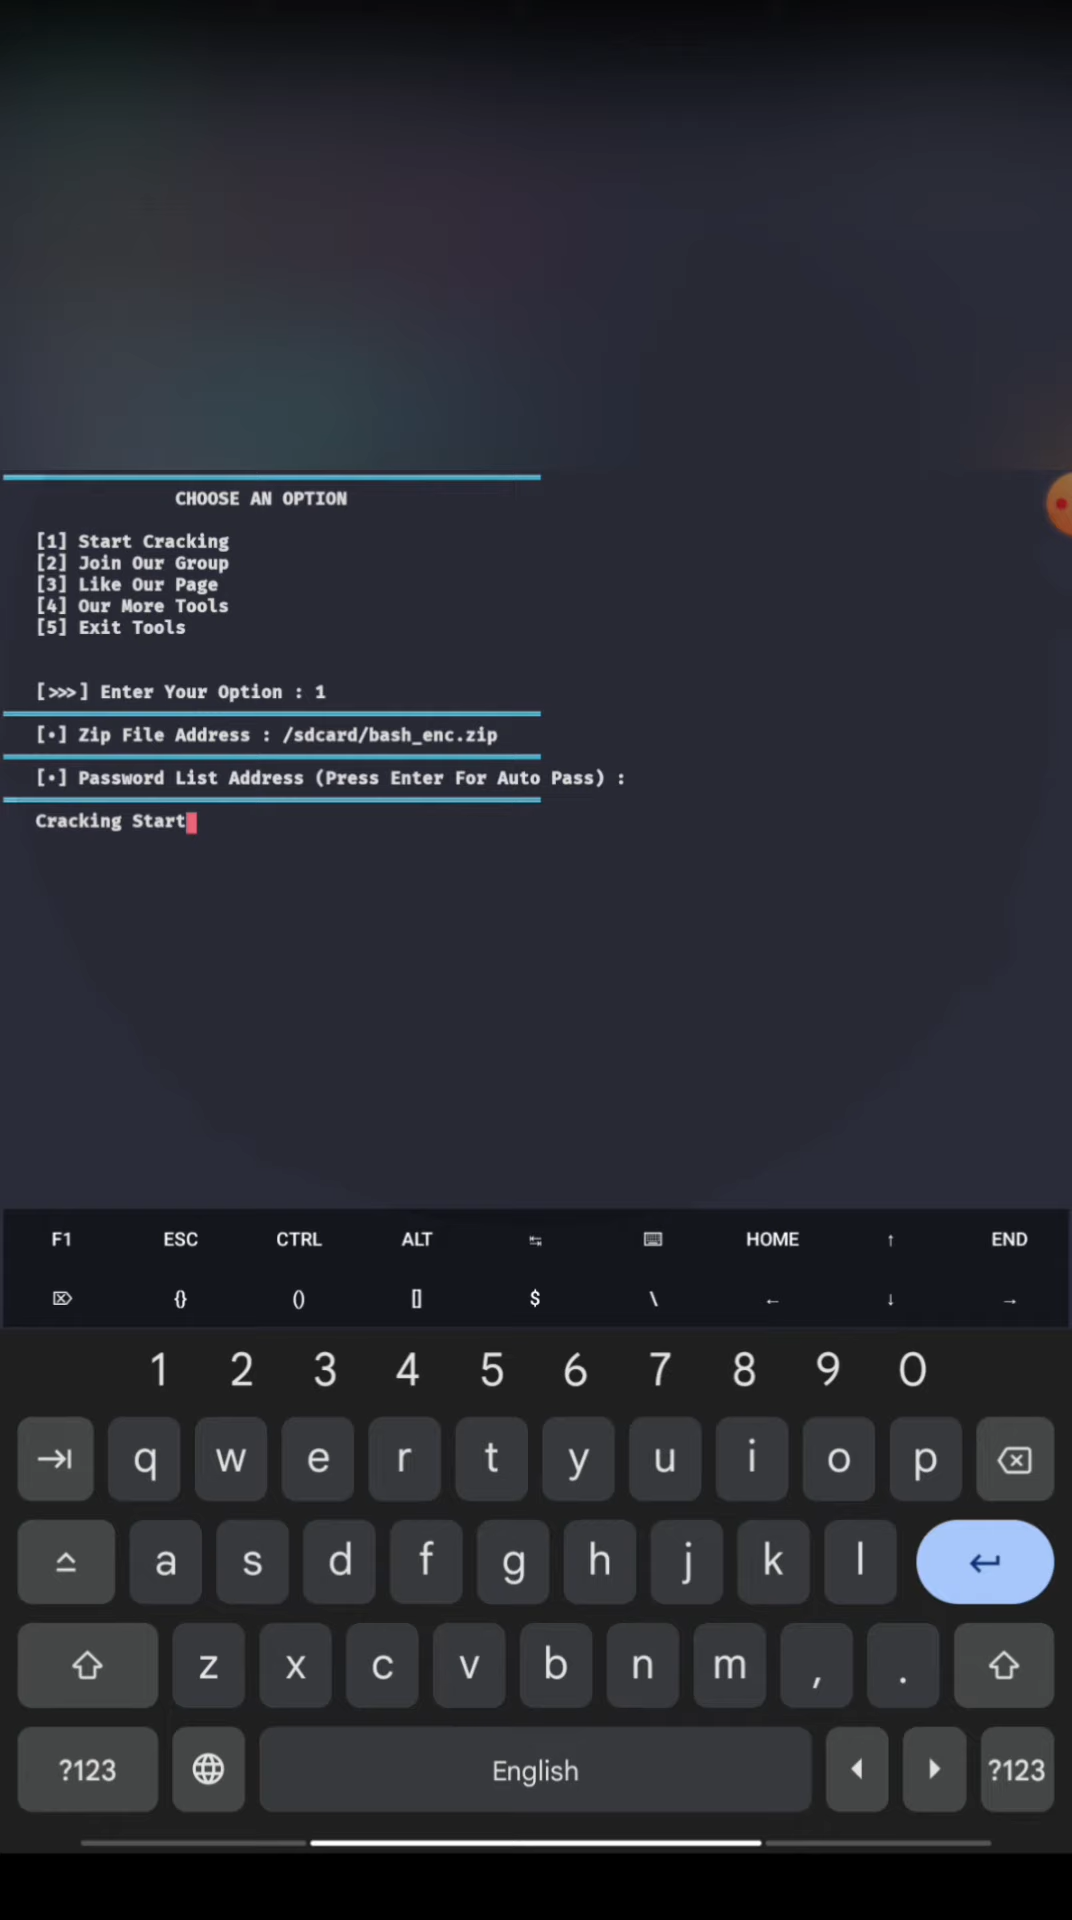 CHOOSE AN OPTION
[1] Start Cracking
[2] Join Our Group
[3] Like Our Page
[4] Our More Tools
[5] Exit Tools
[>>>] Enter Your Option : 1
[•] Zip File Address : /sdcard/bash_enc.zip
[•] Password List Address (Press Enter For Auto Pass) :
Cracking Start
F1 ESC CTRL ALT ↹ ⌨ HOME ↑ END
⌦ {} () [] $ \ ← ↓ →
1 2 3 4 5 6 7 8 9 0
q w e r t y u i o p
a s d f g h j k l
z x c v b n m , .
?123 English ?123